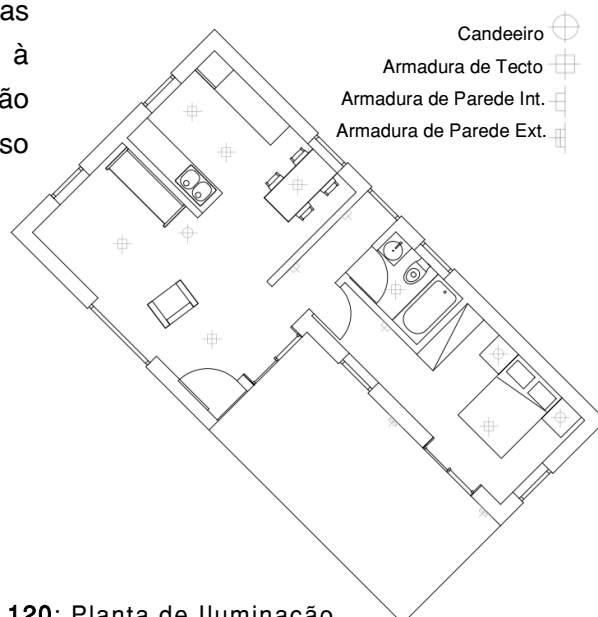 as
à
ão
so
Candeeiro
Armadura de Tecto
Armadura de Parede Int.
Armadura de Parede Ext.
120: Planta de Iluminação